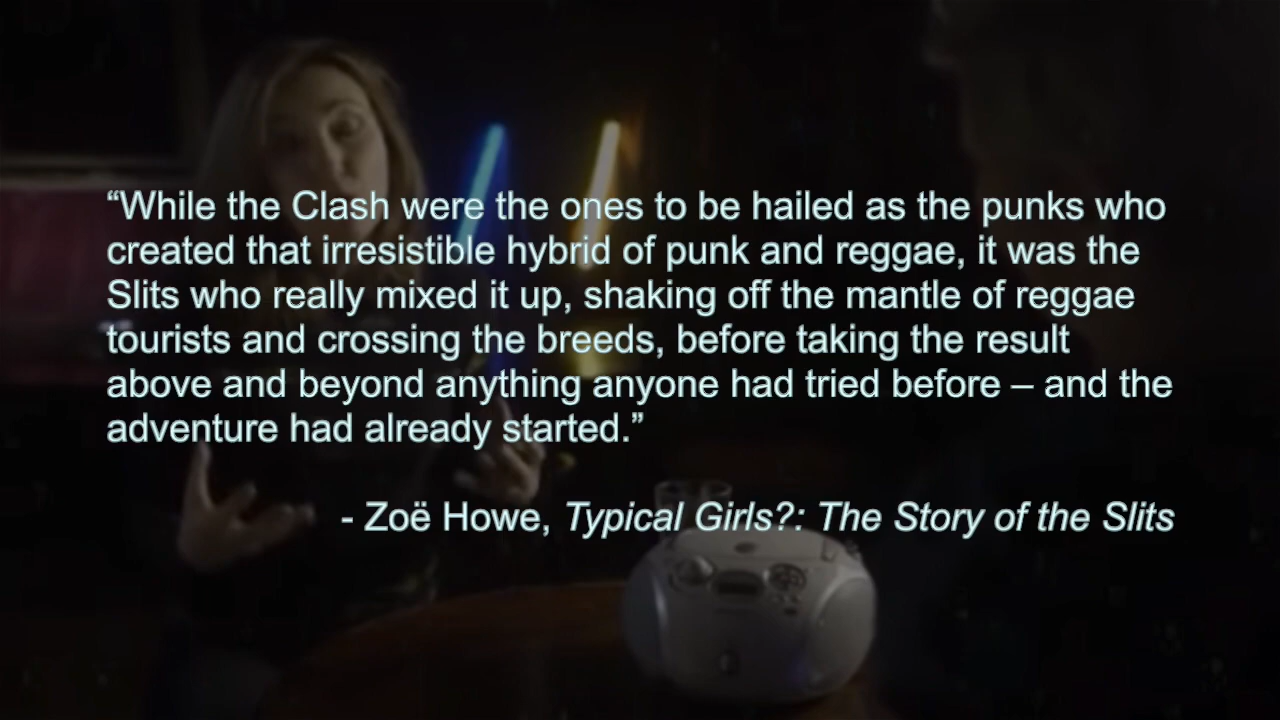 “While the Clash were the ones to be hailed as the punks who
created that irresistible hybrid of punk and reggae, it was the
Slits who really mixed it up, shaking off the mantle of reggae
tourists and crossing the breeds, before taking the result
above and beyond anything anyone had tried before – and the
adventure had already started.”
- Zoë Howe, Typical Girls?: The Story of the Slits